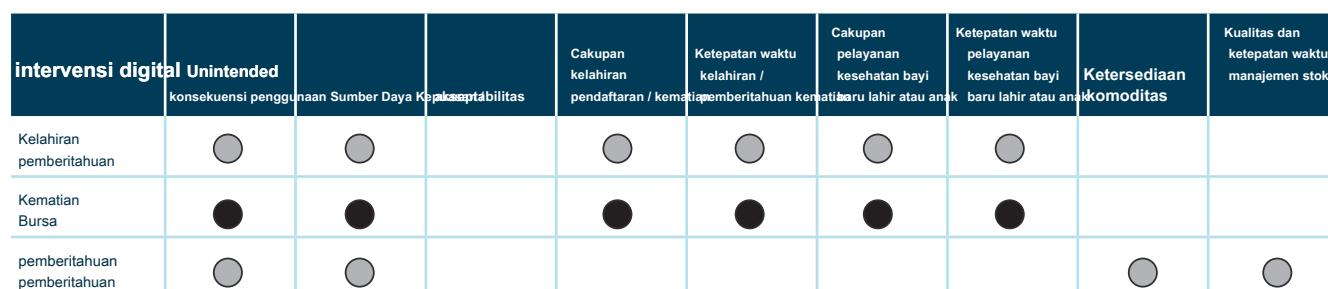 intervensi digital Unintended
konsekuensi penggunaan Sumber Daya Kepuasan /
akseptabilitas
Cakupan
kelahiran
pendaftaran / kematian
Ketepatan waktu
kelahiran /
pemberitahuan kematian
Cakupan
pelayanan
kesehatan bayi
baru lahir atau anak
Ketepatan waktu
pelayanan
kesehatan bayi
baru lahir atau anak
Ketersediaan
komoditas
Kualitas dan
ketepatan waktu
manajemen stok
Kelahiran
pemberitahuan
Kematian
Bursa
pemberitahuan
pemberitahuan